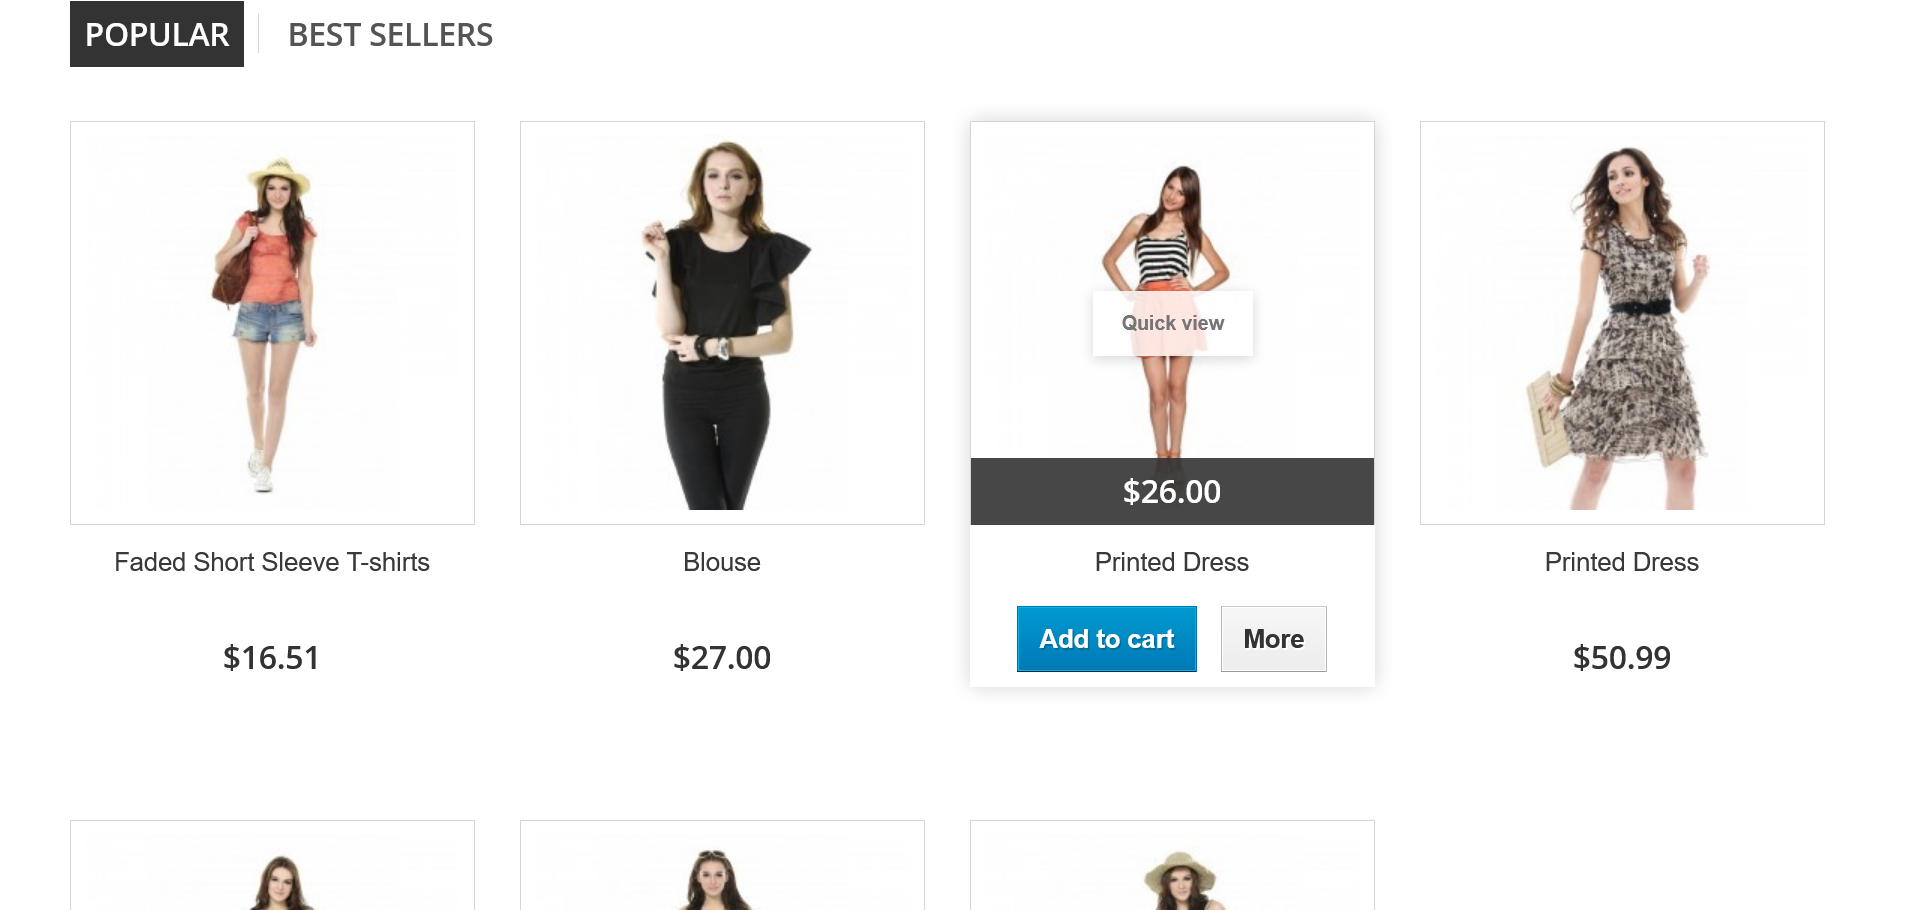 POPULAR
BEST SELLERS
Quick view
$26.00
Faded Short Sleeve T-shirts
Blouse
Printed Dress
Printed Dress
Add to cart
More
$16.51
$27.00
$50.99